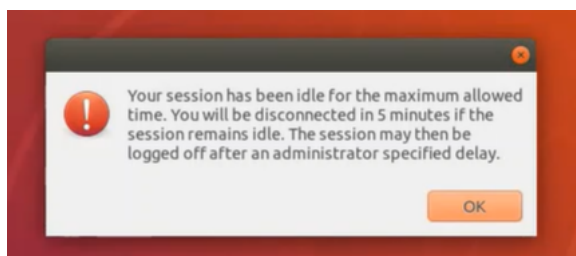 Your session has been idle for the maximum allowed
time. You will be disconnected in 5 minutes if the
session remains idle. The session may then be
logged off after an administrator specified delay.
OK